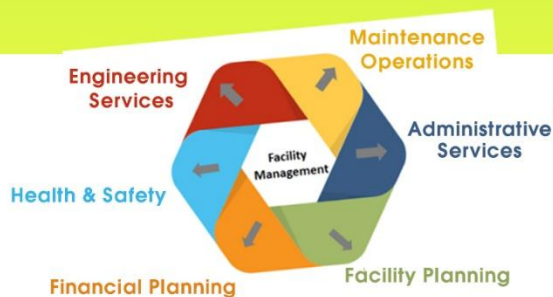 Maintenance
Operations
Engineering
Services
Administrative
Services
Facility
Management
Health & Safety
Facility Planning
Financial Planning